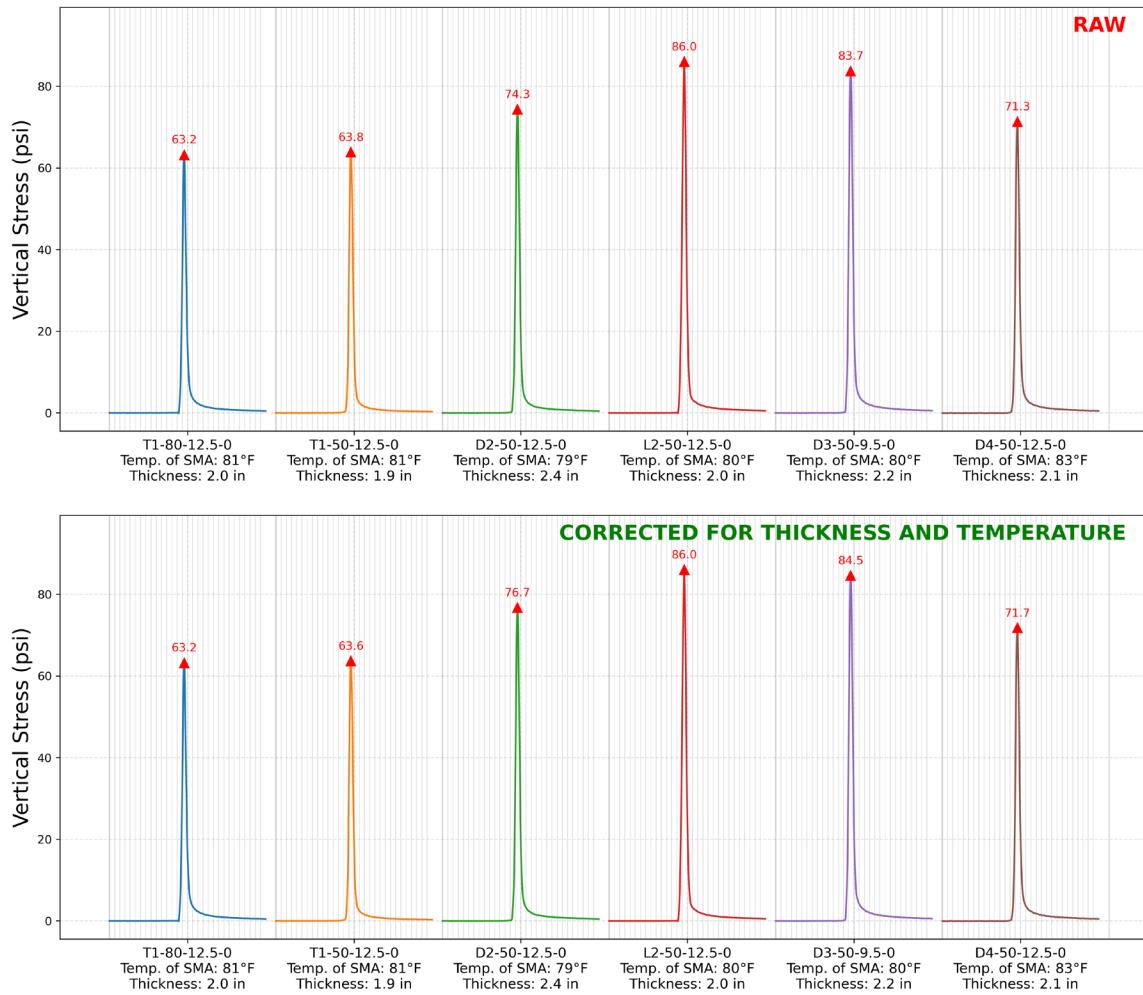 RAW
86.0
83.7
74.3
71.3
63.2
63.8
Vertical Stress (psi)
80
60
40
20
0
T1-80-12.5-0 T1-50-12.5-0 D2-50-12.5-0 L2-50-12.5-0 D3-50-9.5-0 D4-50-12.5-0
Temp. of SMA: 81°F Temp. of SMA: 81°F Temp. of SMA: 79°F Temp. of SMA: 80°F Temp. of SMA: 80°F Temp. of SMA: 83°F
Thickness: 2.0 in Thickness: 1.9 in Thickness: 2.4 in Thickness: 2.0 in Thickness: 2.2 in Thickness: 2.1 in
CORRECTED FOR THICKNESS AND TEMPERATURE
86.0
84.5
76.7
71.7
63.2
63.6
Vertical Stress (psi)
80
60
40
20
0
T1-80-12.5-0 T1-50-12.5-0 D2-50-12.5-0 L2-50-12.5-0 D3-50-9.5-0 D4-50-12.5-0
Temp. of SMA: 81°F Temp. of SMA: 81°F Temp. of SMA: 79°F Temp. of SMA: 80°F Temp. of SMA: 80°F Temp. of SMA: 83°F
Thickness: 2.0 in Thickness: 1.9 in Thickness: 2.4 in Thickness: 2.0 in Thickness: 2.2 in Thickness: 2.1 in